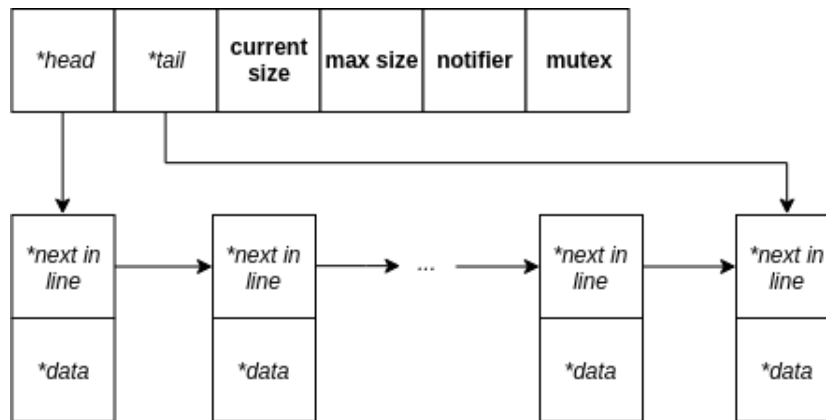 *head *tail current size max size notifier mutex
*next in line *next in line ... *next in line *next in line
*data *data *data *data